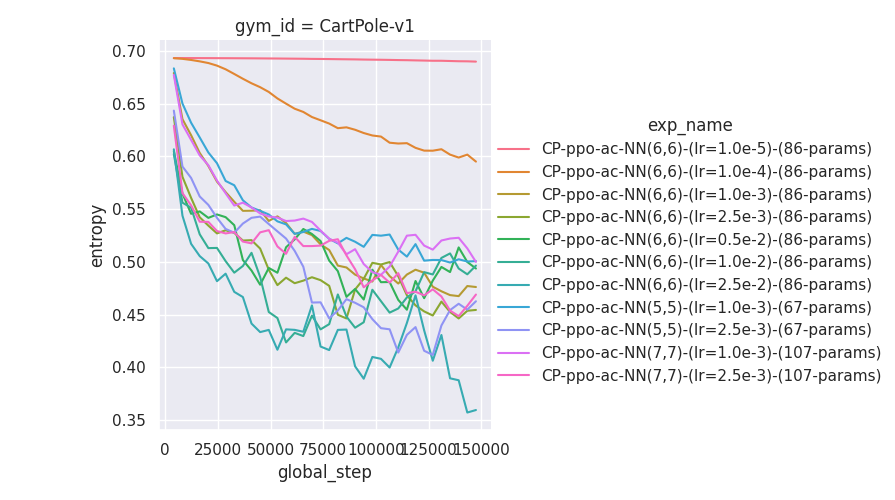 gym_id = CartPole-v1
0.70
0.65
0.60
0.55
0.50
0.45
0.40
0.35
entropy
0 25000 50000 75000 100000 125000 150000
global_step
exp_name
CP-ppo-ac-NN(6,6)-(lr=1.0e-5)-(86-params)
CP-ppo-ac-NN(6,6)-(lr=1.0e-4)-(86-params)
CP-ppo-ac-NN(6,6)-(lr=1.0e-3)-(86-params)
CP-ppo-ac-NN(6,6)-(lr=2.5e-3)-(86-params)
CP-ppo-ac-NN(6,6)-(lr=0.5e-2)-(86-params)
CP-ppo-ac-NN(6,6)-(lr=1.0e-2)-(86-params)
CP-ppo-ac-NN(6,6)-(lr=2.5e-2)-(86-params)
CP-ppo-ac-NN(5,5)-(lr=1.0e-3)-(67-params)
CP-ppo-ac-NN(5,5)-(lr=2.5e-3)-(67-params)
CP-ppo-ac-NN(7,7)-(lr=1.0e-3)-(107-params)
CP-ppo-ac-NN(7,7)-(lr=2.5e-3)-(107-params)